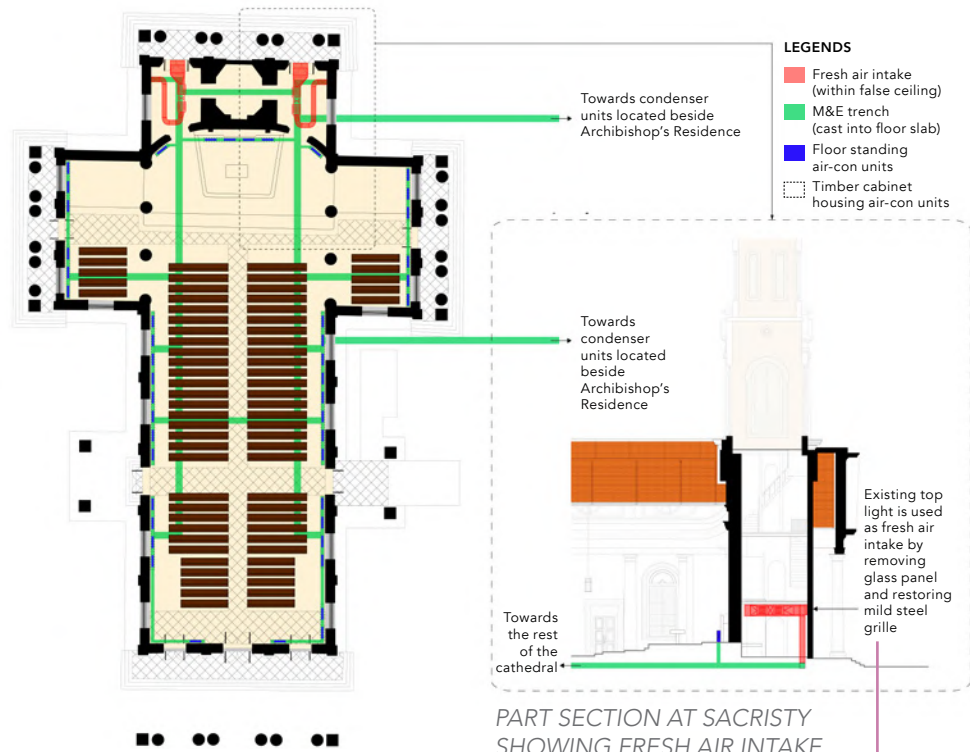 LEGENDS
Fresh air intake
(within false ceiling)
M&E trench
(cast into floor slab)
Floor standing
air-con units
Timber cabinet
housing air-con units
Towards condenser
units located beside
Archibishop's Residence
Towards
condenser
units located
beside
Archibishop's
Residence
Existing top
light is used
as fresh air
intake by
removing
glass panel
and restoring
mild steel
grille
Towards
the rest
of the
cathedral
PART SECTION AT SACRISTY
SHOWING FRESH AIR INTAKE